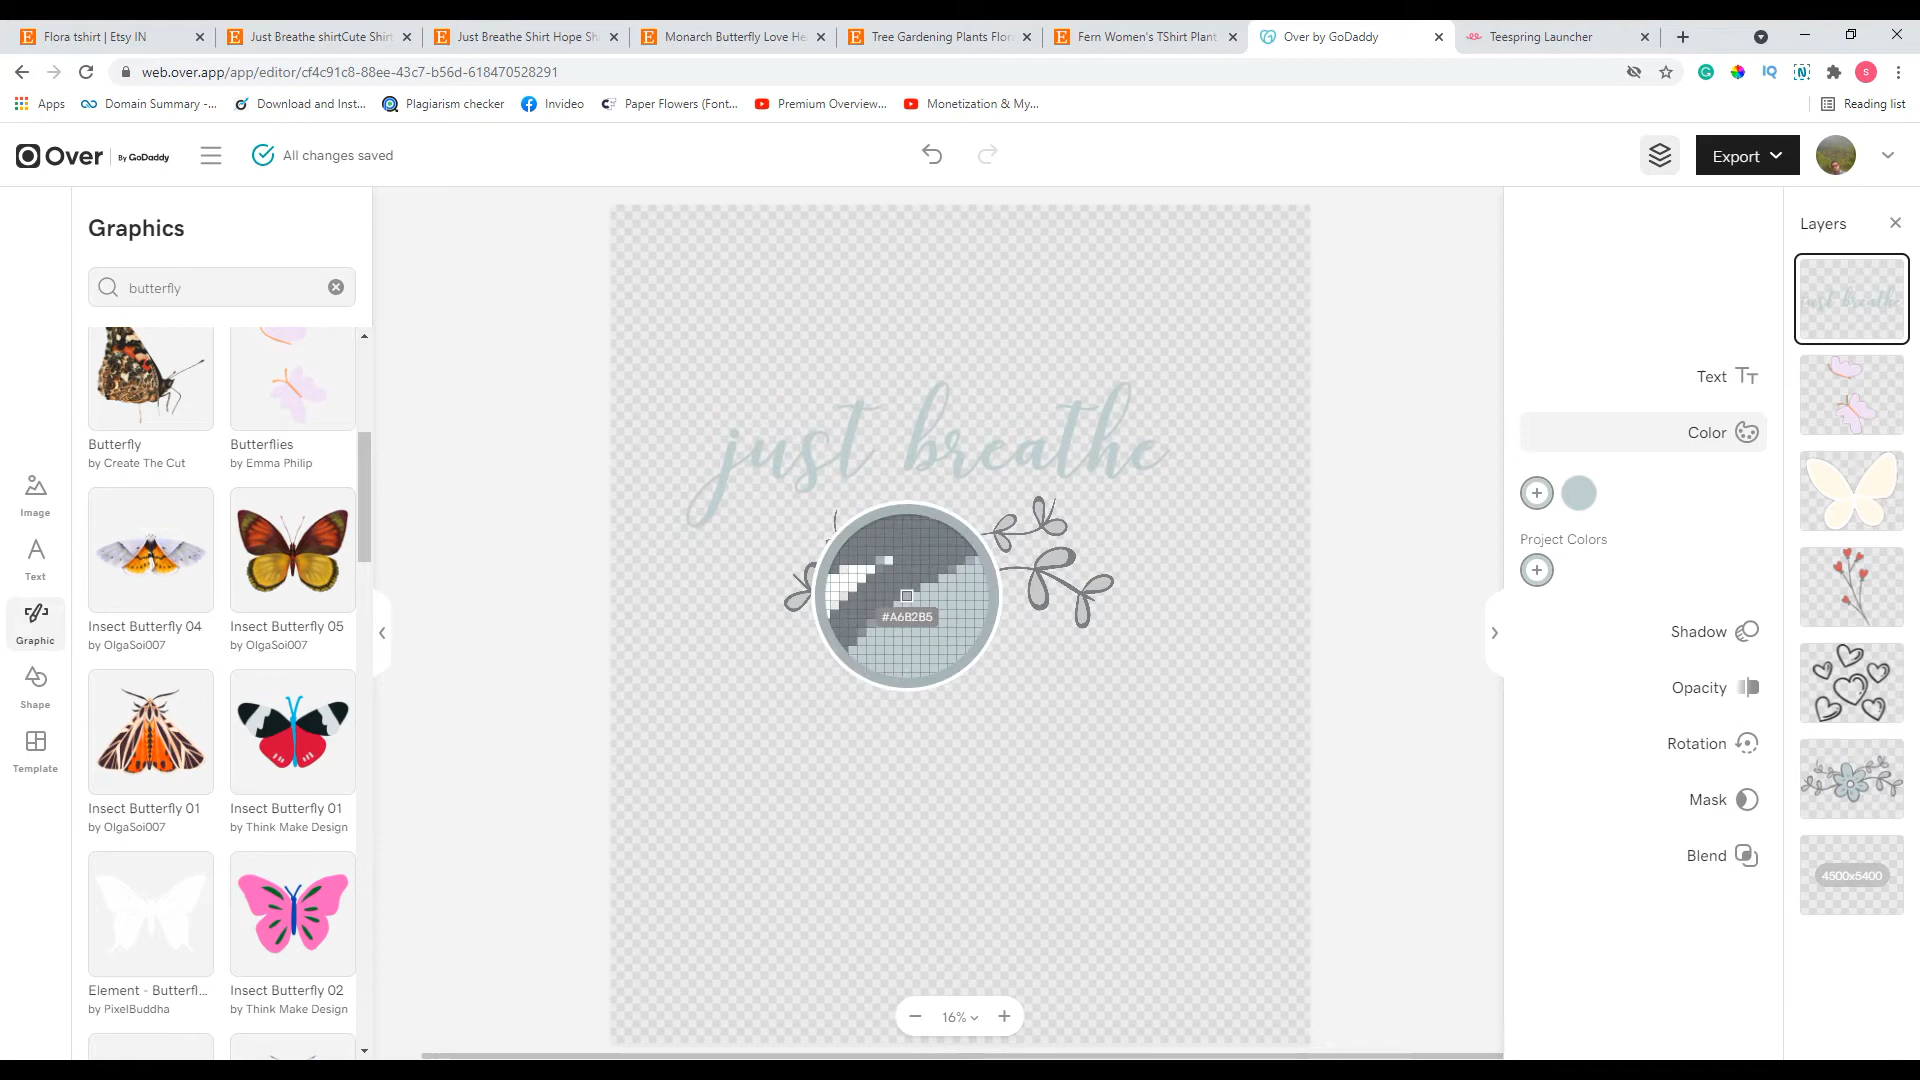 Flora tshirt | Etsy IN
Just Breathe shirtCute Shirt
Just Breathe Shirt Hope Sh
Monarch Butterfly Love He
Tree Gardening Plants Flor
Fern Women's TShirt Plant
Over by GoDaddy
Teespring Launcher
web.over.app/app/editor/cf4c91c8-88ee-43c7-b56d-618470528291
Apps
Domain Summary -...
Download and Inst...
Plagiarism checker
Invideo
Paper Flowers (Font...
Premium Overview...
Monetization & My...
Reading list
Over By GoDaddy
All changes saved
Export
Graphics
butterfly
Butterfly
by Create The Cut
Butterflies
by Emma Philip
Insect Butterfly 04
by OlgaSoi007
Insect Butterfly 05
by OlgaSoi007
Insect Butterfly 01
by OlgaSoi007
Insect Butterfly 01
by Think Make Design
Element - Butterfl...
by PixelBuddha
Insect Butterfly 02
by Think Make Design
Image
Text
Graphic
Shape
Template
just breathe
#A6B2B5
16%
Text
Color
Project Colors
Shadow
Opacity
Rotation
Mask
Blend
Layers
just breathe
4500x5400